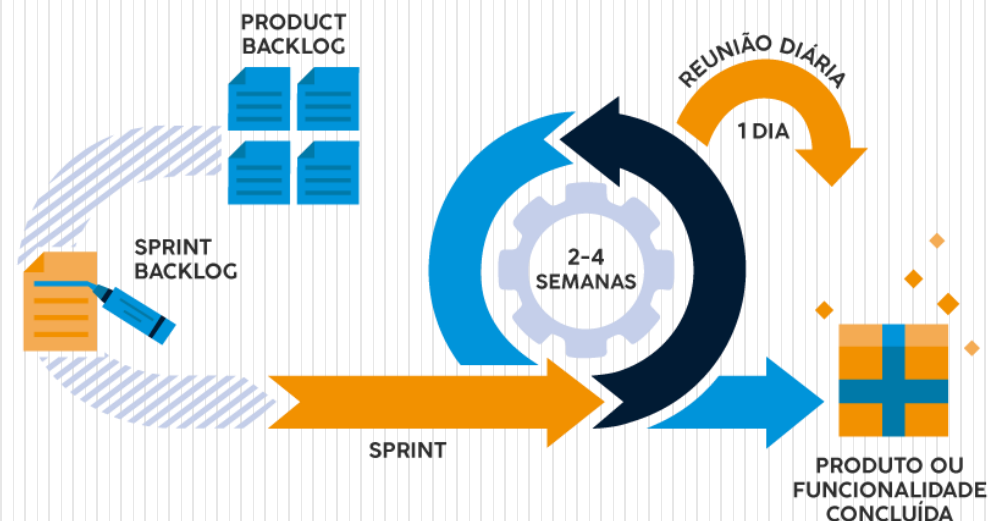 PRODUCT
BACKLOG
REUNIÃO DIÁRIA
1 DIA
SPRINT
BACKLOG
2-4
SEMANAS
SPRINT
PRODUTO OU
FUNCIONALIDADE
CONCLUÍDA